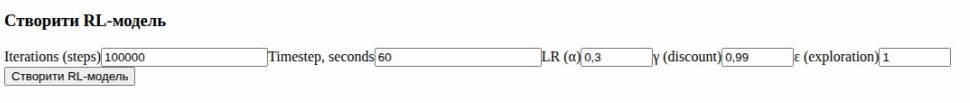 Створити RL-модель
Iterations (steps) 100000 Timestep, seconds 60 LR (α) 0,3 γ (discount) 0,99 ε (exploration) 1
Створити RL-модель